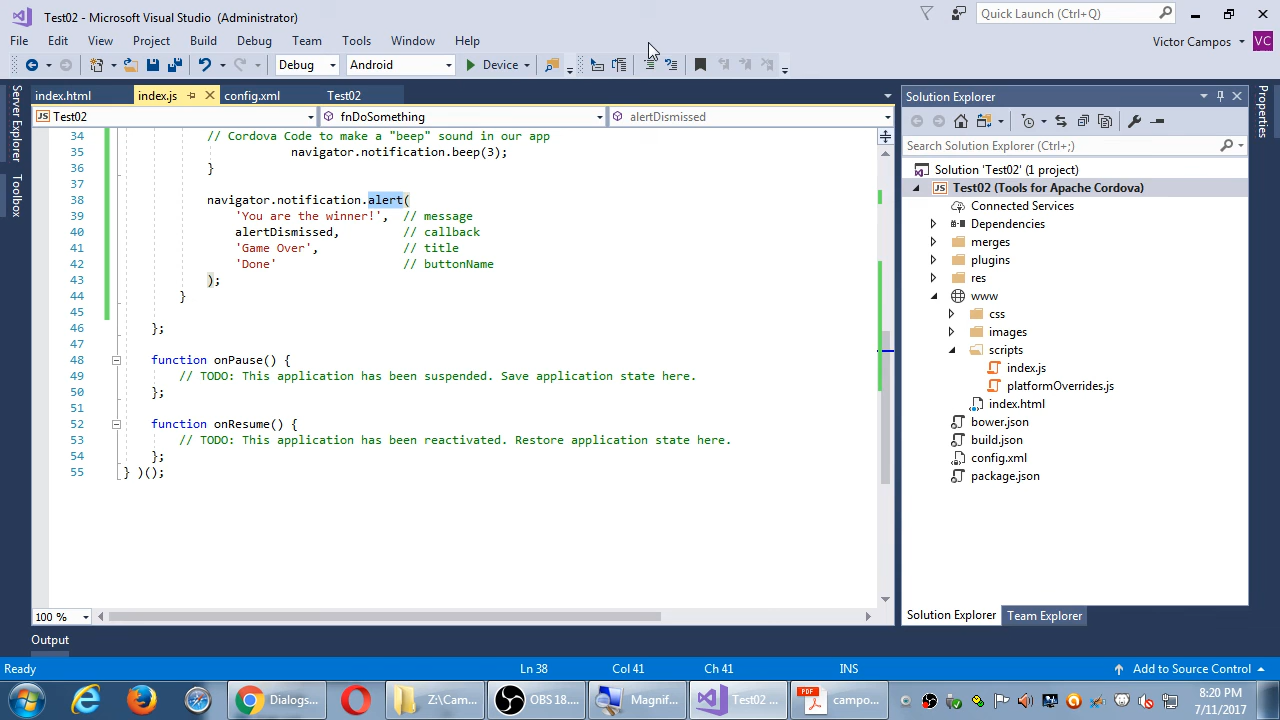 Test02 - Microsoft Visual Studio (Administrator)
Quick Launch (Ctrl+Q)
File Edit View Project Build Debug Team Tools Window Help
Victor Campos VC
Debug Android Device
index.html index.js config.xml Test02
Test02 fnDoSomething alertDismissed
Server Explorer
Toolbox
34 // Cordova Code to make a "beep" sound in our app
35 navigator.notification.beep(3);
36 }
37
38 navigator.notification.alert(
39 'You are the winner!', // message
40 alertDismissed, // callback
41 'Game Over', // title
42 'Done' // buttonName
43 );
44 }
45
46 };
47
48 function onPause() {
49 // TODO: This application has been suspended. Save application state here.
50 };
51
52 function onResume() {
53 // TODO: This application has been reactivated. Restore application state here.
54 };
55 } )();
100 %
Solution Explorer
Search Solution Explorer (Ctrl+;)
Solution 'Test02' (1 project)
JS Test02 (Tools for Apache Cordova)
Connected Services
Dependencies
merges
plugins
res
www
css
images
scripts
index.js
platformOverrides.js
index.html
bower.json
build.json
config.xml
package.json
Solution Explorer Team Explorer
Properties
Output
Ready Ln 38 Col 41 Ch 41 INS Add to Source Control
Dialogs... Z:\Cam... OBS 18.... Magnif... Test02 ... campo...
8:20 PM
7/11/2017